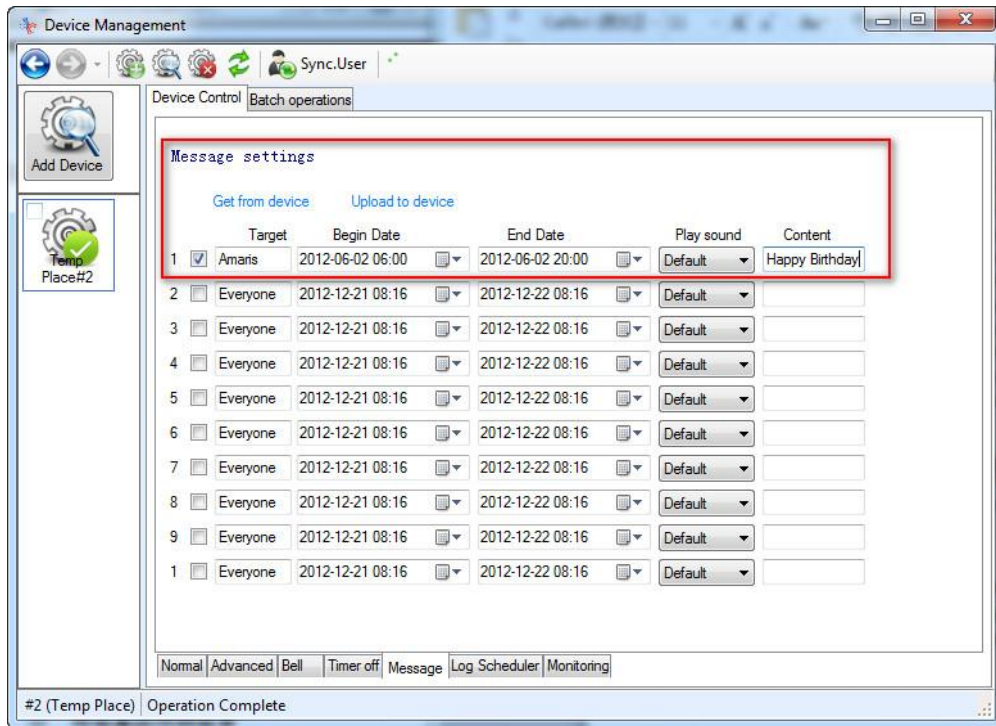 Device Management
Sync.User
Device Control Batch operations
Add Device
Temp
Place#2
Message settings
Get from device Upload to device
Target Begin Date End Date Play sound Content
1 Amaris 2012-06-02 06:00 2012-06-02 20:00 Default Happy Birthday
2 Everyone 2012-12-21 08:16 2012-12-22 08:16 Default
3 Everyone 2012-12-21 08:16 2012-12-22 08:16 Default
4 Everyone 2012-12-21 08:16 2012-12-22 08:16 Default
5 Everyone 2012-12-21 08:16 2012-12-22 08:16 Default
6 Everyone 2012-12-21 08:16 2012-12-22 08:16 Default
7 Everyone 2012-12-21 08:16 2012-12-22 08:16 Default
8 Everyone 2012-12-21 08:16 2012-12-22 08:16 Default
9 Everyone 2012-12-21 08:16 2012-12-22 08:16 Default
1 Everyone 2012-12-21 08:16 2012-12-22 08:16 Default
Normal Advanced Bell Timer off Message Log Scheduler Monitoring
#2 (Temp Place) Operation Complete